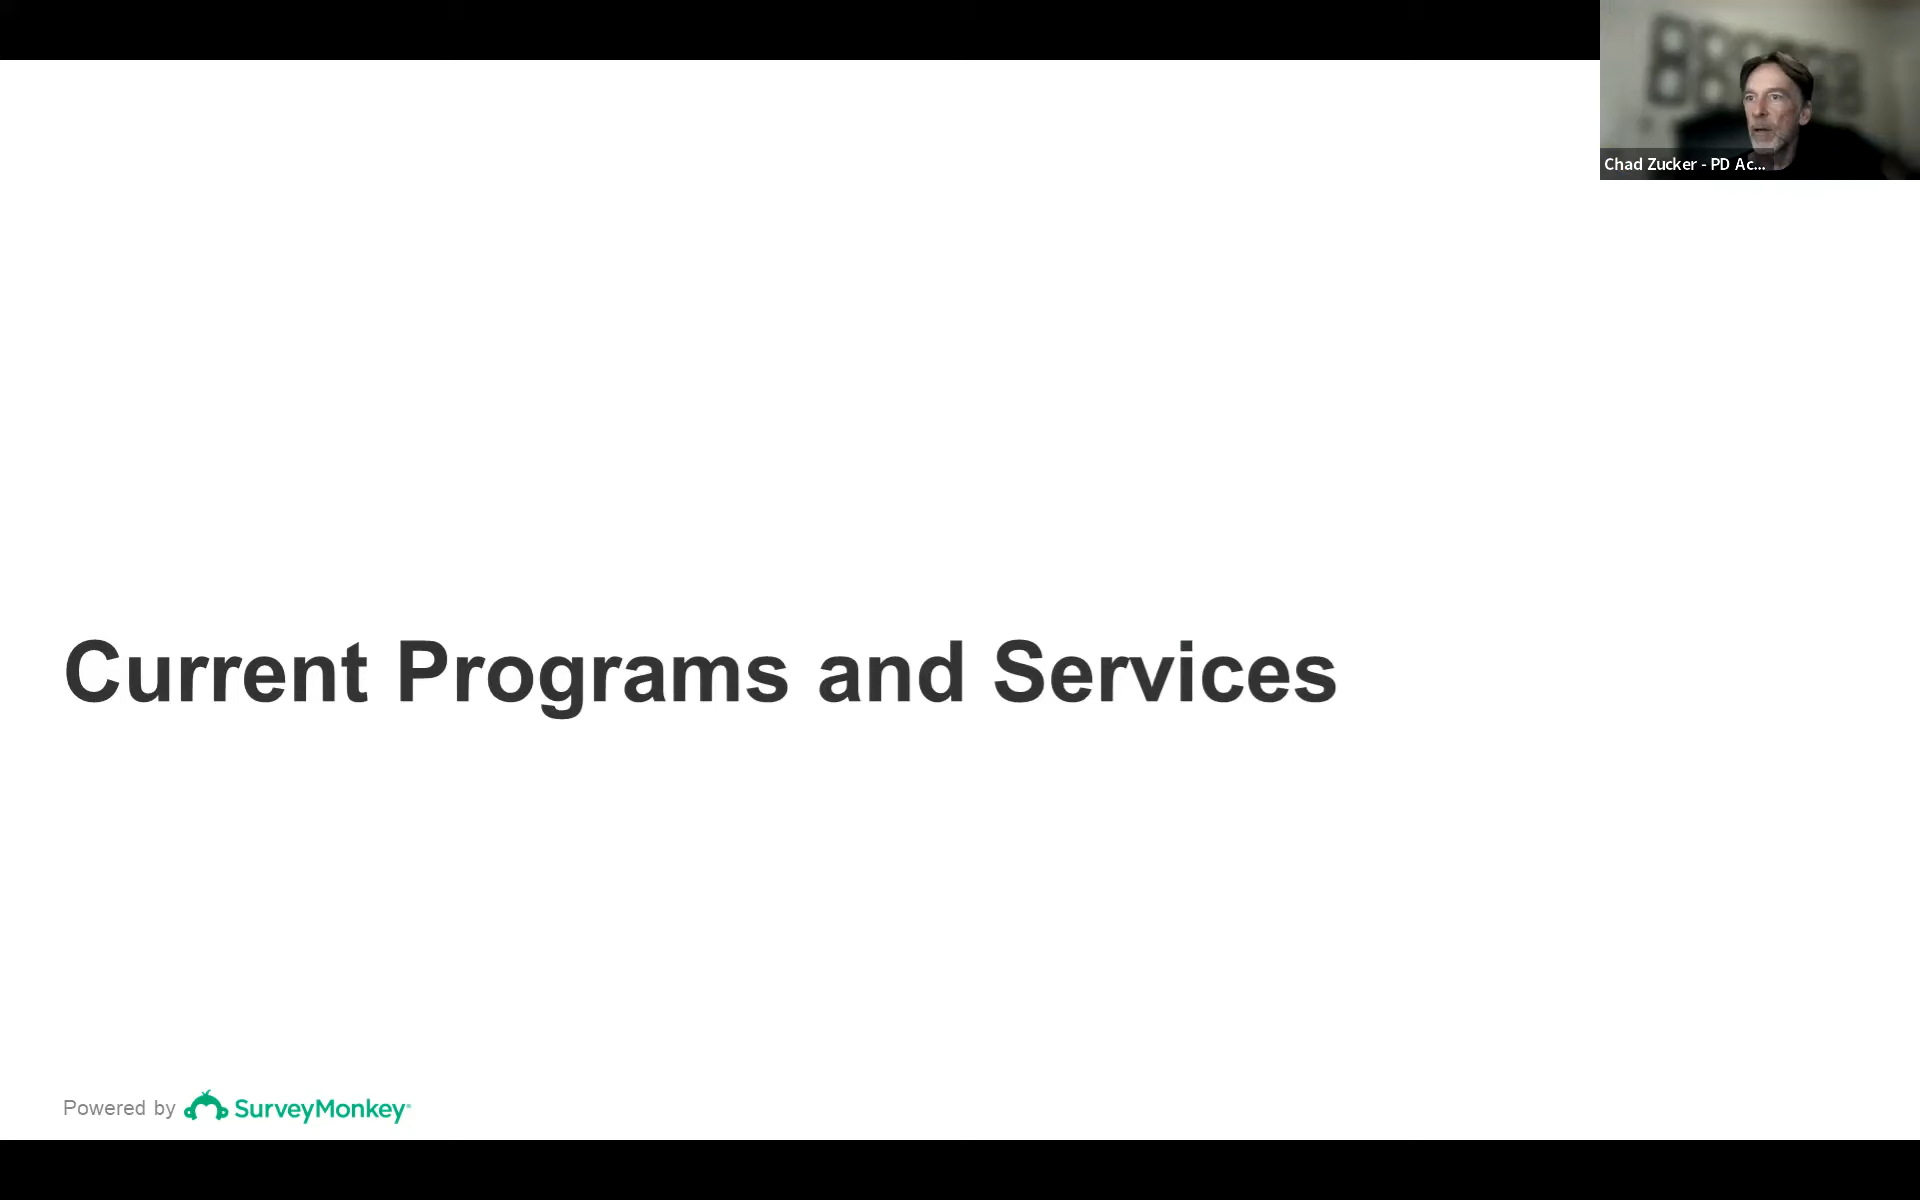 Chad Zucker - PD Ac...
Current Programs and Services
Powered by SurveyMonkey®